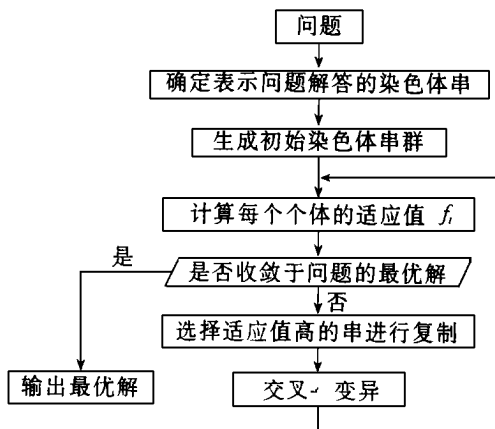 问题
确定表示问题解答的染色体串
生成初始染色体串群
计算每个个体的适应值 fᵢ
是
是否收敛于问题的最优解
否
选择适应值高的串进行复制
输出最优解
交叉、变异